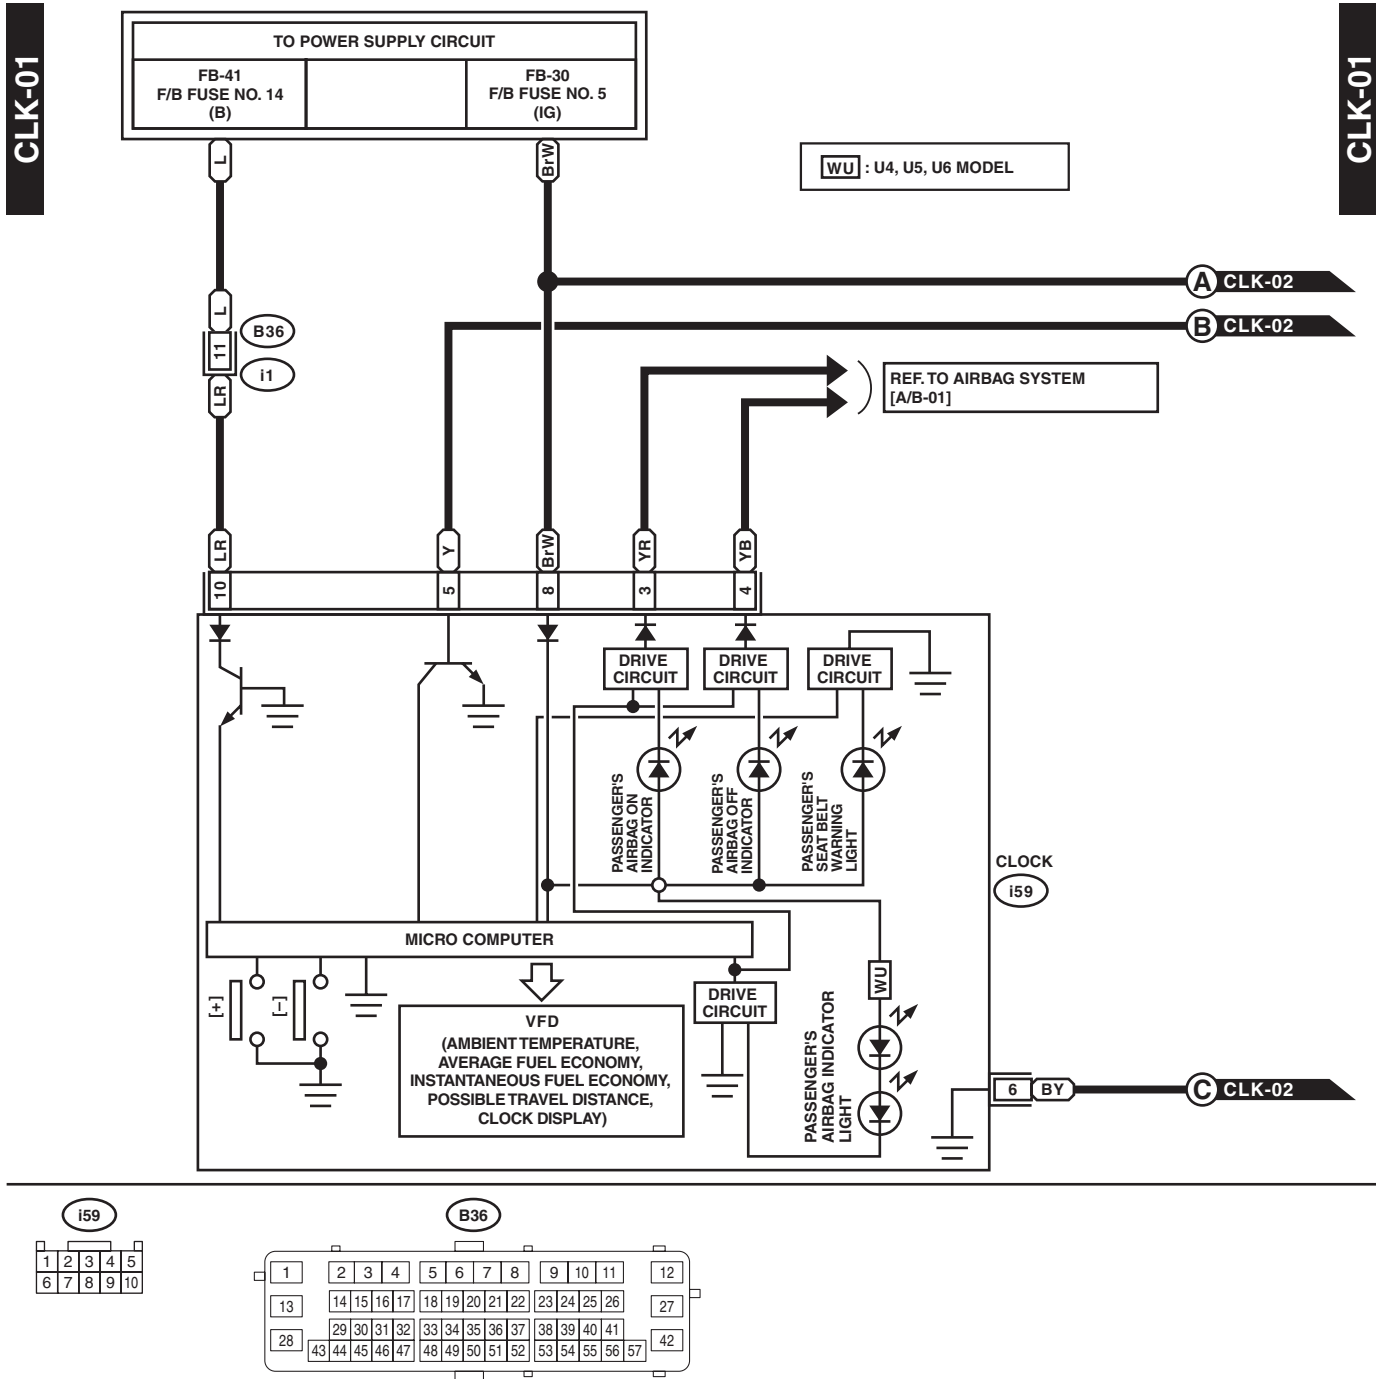 CLK-01
CLK-01
TO POWER SUPPLY CIRCUIT
FB-41
F/B FUSE NO. 14
(B)
FB-30
F/B FUSE NO. 5
(IG)
L
BrW
WU : U4, U5, U6 MODEL
A CLK-02
L
B36
B CLK-02
11
i1
LR
REF. TO AIRBAG SYSTEM
[A/B-01]
LR
Y
BrW
YR
YB
10
5
8
3
4
DRIVE
CIRCUIT
DRIVE
CIRCUIT
DRIVE
CIRCUIT
PASSENGER'S
AIRBAG ON
INDICATOR
PASSENGER'S
AIRBAG OFF
INDICATOR
PASSENGER'S
SEAT BELT
WARNING
LIGHT
CLOCK
i59
MICRO COMPUTER
[+]
[–]
DRIVE
CIRCUIT
WU
VFD
(AMBIENT TEMPERATURE,
AVERAGE FUEL ECONOMY,
INSTANTANEOUS FUEL ECONOMY,
POSSIBLE TRAVEL DISTANCE,
CLOCK DISPLAY)
PASSENGER'S
AIRBAG INDICATOR
LIGHT
6 BY
C CLK-02
i59
1 2 3 4 5
6 7 8 9 10
B36
1 2 3 4 5 6 7 8 9 10 11 12
13 14 15 16 17 18 19 20 21 22 23 24 25 26 27
28 29 30 31 32 33 34 35 36 37 38 39 40 41 42
43 44 45 46 47 48 49 50 51 52 53 54 55 56 57